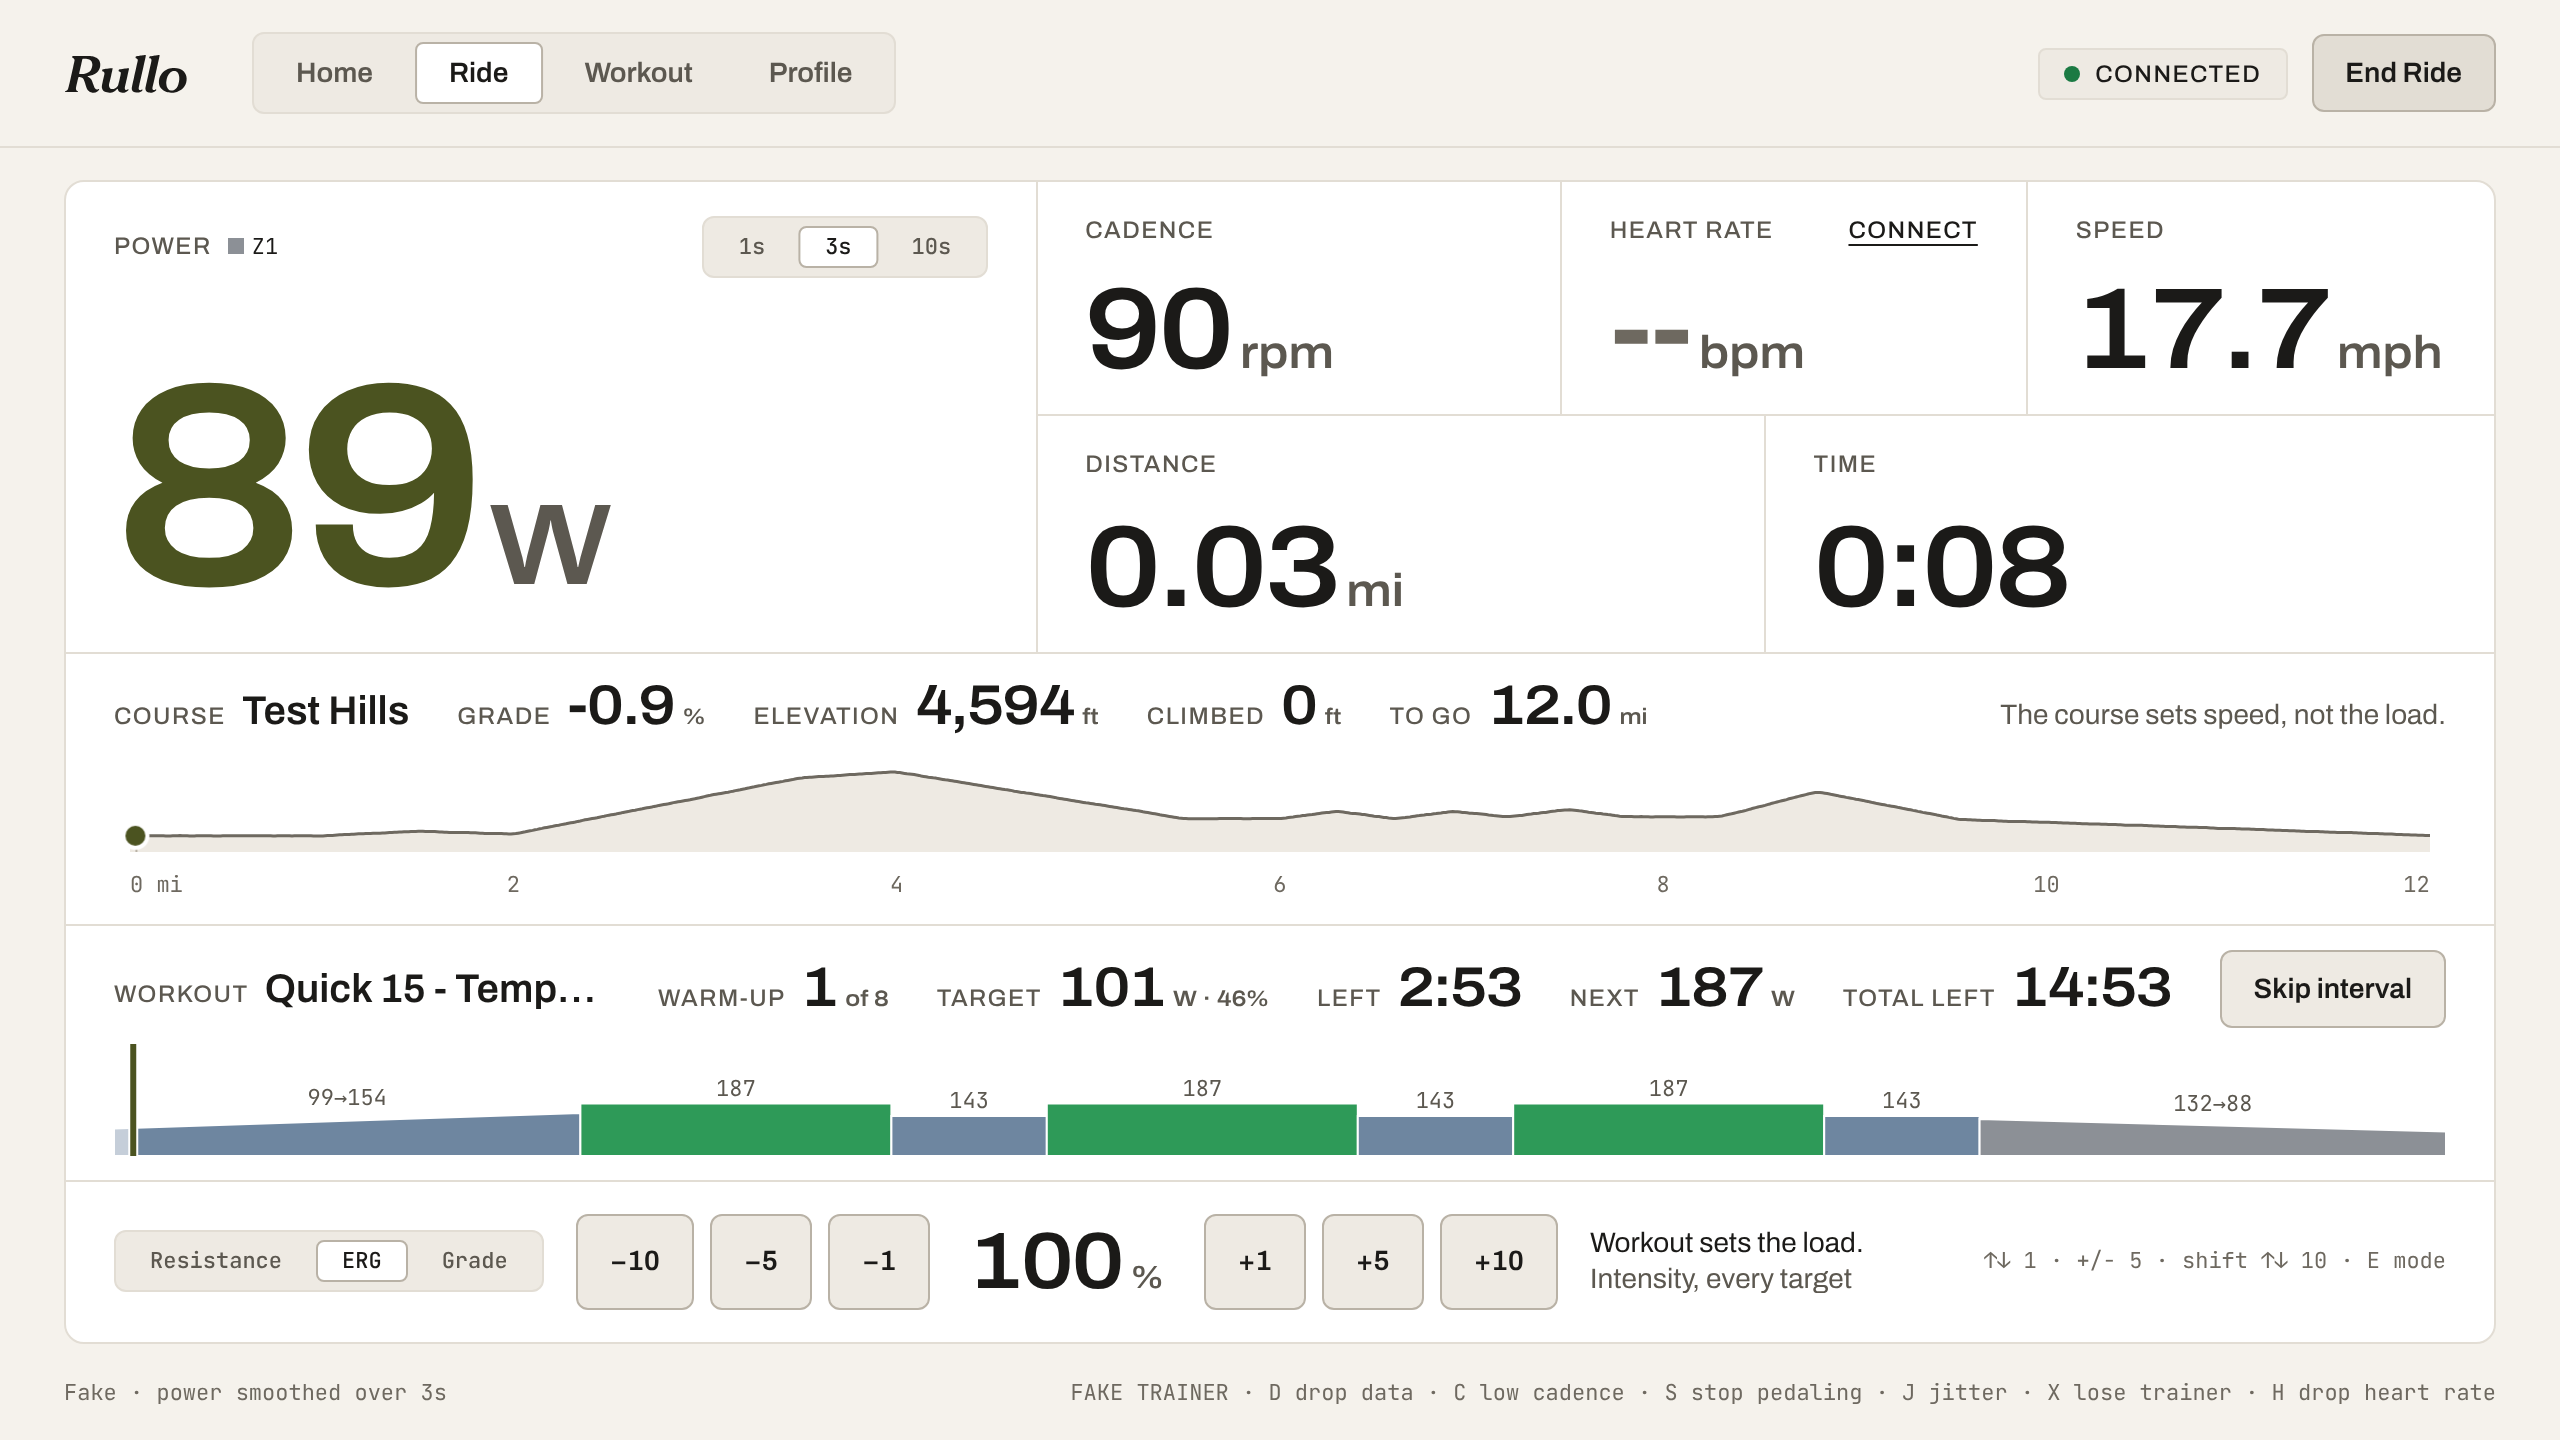 Rullo
Home
Ride
Workout
Profile
CONNECTED
End Ride
POWER Z1
1s
3s
10s
89 W
CADENCE
90 rpm
HEART RATE
CONNECT
-- bpm
SPEED
17.7 mph
DISTANCE
0.03 mi
TIME
0:08
COURSE Test Hills
GRADE -0.9 %
ELEVATION 4,594 ft
CLIMBED 0 ft
TO GO 12.0 mi
The course sets speed, not the load.
0 mi
2
4
6
8
10
12
WORKOUT Quick 15 - Temp…
WARM-UP 1 of 8
TARGET 101 W · 46%
LEFT 2:53
NEXT 187 W
TOTAL LEFT 14:53
Skip interval
99→154
187
143
187
143
187
143
132→88
Resistance
ERG
Grade
−10
−5
−1
100 %
+1
+5
+10
Workout sets the load.
Intensity, every target
↑↓ 1 · +/- 5 · shift ↑↓ 10 · E mode
Fake · power smoothed over 3s
FAKE TRAINER · D drop data · C low cadence · S stop pedaling · J jitter · X lose trainer · H drop heart rate